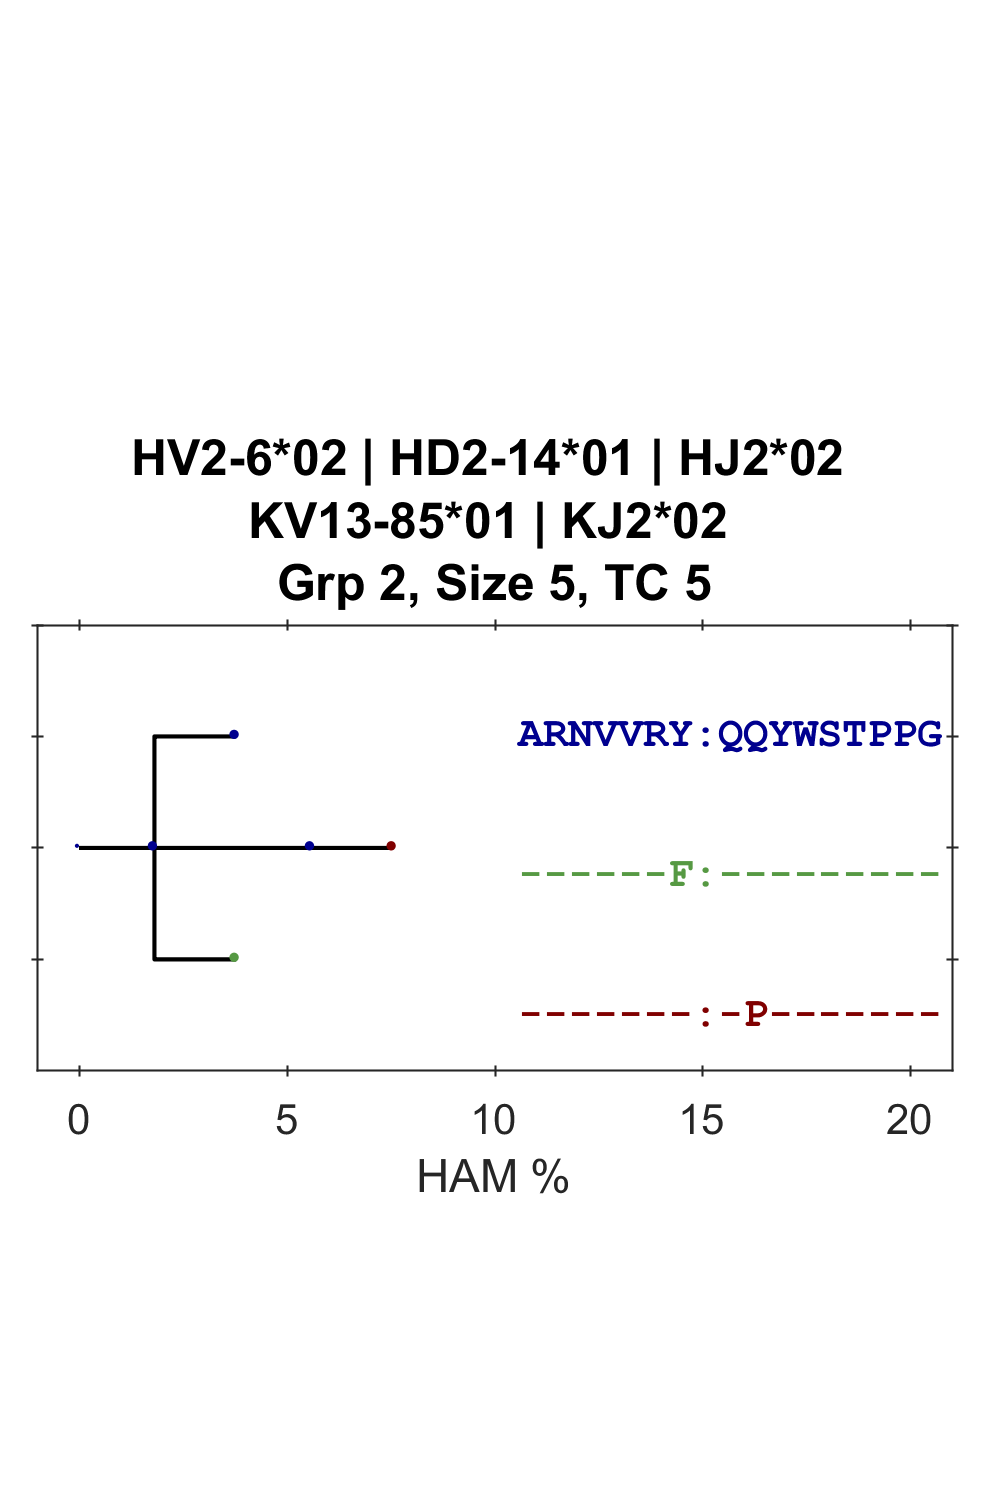 HV2-6*02 | HD2-14*01 | HJ2*02
KV13-85*01 | KJ2*02
Grp 2, Size 5, TC 5
ARNVVRY:QQYWSTPPG
------F:---------
-------:-P-------
0 5 10 15 20
HAM %